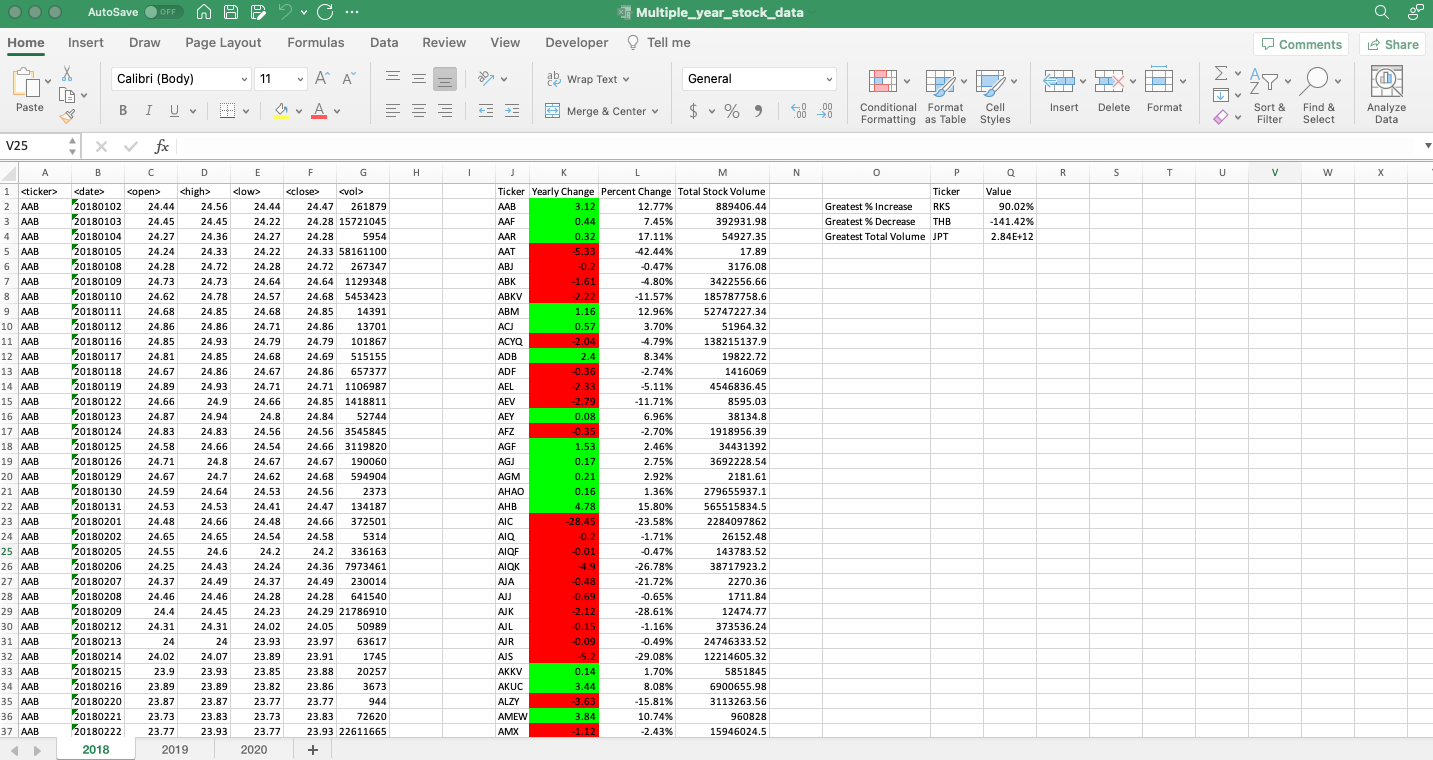 AutoSave OFF Multiple_year_stock_data
Home Insert Draw Page Layout Formulas Data Review View Developer Tell me Comments Share
Calibri (Body) 11 Wrap Text General
Paste B I U Merge & Center $ % Conditional Formatting Format as Table Cell Styles Insert Delete Format Sort & Filter Find & Select Analyze Data
V25 fx
A B C D E F G H I J K L M N O P Q R S T U V W X
1 <ticker> <date> <open> <high> <low> <close> <vol> Ticker Yearly Change Percent Change Total Stock Volume Ticker Value
2 AAB 20180102 24.44 24.56 24.44 24.47 261879 AAB 3.12 12.77% 889406.44 Greatest % Increase RKS 90.02%
3 AAB 20180103 24.45 24.45 24.22 24.28 15721045 AAF 0.44 7.45% 392931.98 Greatest % Decrease THB -141.42%
4 AAB 20180104 24.27 24.36 24.27 24.28 5954 AAR 0.32 17.11% 54927.35 Greatest Total Volume JPT 2.84E+12
5 AAB 20180105 24.24 24.33 24.22 24.33 58161100 AAT -5.33 -42.44% 17.89
6 AAB 20180108 24.28 24.72 24.28 24.72 267347 ABJ -0.2 -0.47% 3176.08
7 AAB 20180109 24.73 24.73 24.64 24.64 1129348 ABK -1.61 -4.80% 3422556.66
8 AAB 20180110 24.62 24.78 24.57 24.68 5453423 ABKV -2.22 -11.57% 185787758.6
9 AAB 20180111 24.68 24.85 24.68 24.85 14391 ABM 1.16 12.96% 52747227.34
10 AAB 20180112 24.86 24.86 24.71 24.86 13701 ACJ 0.57 3.70% 51964.32
11 AAB 20180116 24.85 24.93 24.79 24.79 101867 ACYQ -2.04 -4.79% 138215137.9
12 AAB 20180117 24.81 24.85 24.68 24.69 515155 ADB 2.4 8.34% 19822.72
13 AAB 20180118 24.67 24.86 24.67 24.86 657377 ADF -0.36 -2.74% 1416069
14 AAB 20180119 24.89 24.93 24.71 24.71 1106987 AEL -2.33 -5.11% 4546836.45
15 AAB 20180122 24.66 24.9 24.66 24.85 1418811 AEV -2.79 -11.71% 8595.03
16 AAB 20180123 24.87 24.94 24.8 24.84 52744 AEY 0.08 6.96% 38134.8
17 AAB 20180124 24.83 24.83 24.56 24.56 3545845 AFZ -0.35 -2.70% 1918956.39
18 AAB 20180125 24.58 24.66 24.54 24.66 3119820 AGF 1.53 2.46% 34431392
19 AAB 20180126 24.71 24.8 24.67 24.67 190060 AGJ 0.17 2.75% 3692228.54
20 AAB 20180129 24.67 24.7 24.62 24.68 594904 AGM 0.21 2.92% 2181.61
21 AAB 20180130 24.59 24.64 24.53 24.56 2373 AHAO 0.16 1.36% 279655937.1
22 AAB 20180131 24.53 24.53 24.41 24.47 134187 AHB 4.78 15.80% 565515834.5
23 AAB 20180201 24.48 24.66 24.48 24.66 372501 AIC -28.45 -23.58% 2284097862
24 AAB 20180202 24.65 24.65 24.54 24.58 5314 AIQ -0.2 -1.71% 26152.48
25 AAB 20180205 24.55 24.6 24.2 24.2 336163 AIQF -0.01 -0.47% 143783.52
26 AAB 20180206 24.25 24.43 24.24 24.36 7973461 AIQK -4.9 -26.78% 38717923.2
27 AAB 20180207 24.37 24.49 24.37 24.49 230014 AJA -0.48 -21.72% 2270.36
28 AAB 20180208 24.46 24.46 24.28 24.28 641540 AJJ -0.69 -0.65% 1711.84
29 AAB 20180209 24.4 24.45 24.23 24.29 21786910 AJK -2.12 -28.61% 12474.77
30 AAB 20180212 24.31 24.31 24.02 24.05 50989 AJL -0.15 -1.16% 373536.24
31 AAB 20180213 24 24 23.93 23.97 63617 AJR -0.09 -0.49% 24746333.52
32 AAB 20180214 24.02 24.07 23.89 23.91 1745 AJS -5.2 -29.08% 12214605.32
33 AAB 20180215 23.9 23.93 23.85 23.88 20257 AKKV 0.14 1.70% 5851845
34 AAB 20180216 23.89 23.89 23.82 23.86 3673 AKUC 3.44 8.08% 6900655.98
35 AAB 20180220 23.87 23.87 23.77 23.77 944 ALZY -3.63 -15.81% 3113263.56
36 AAB 20180221 23.73 23.83 23.73 23.83 72620 AMEW 3.84 10.74% 960828
37 AAB 20180222 23.77 23.93 23.77 23.93 22611665 AMX -1.12 -2.43% 15946024.5
2018 2019 2020